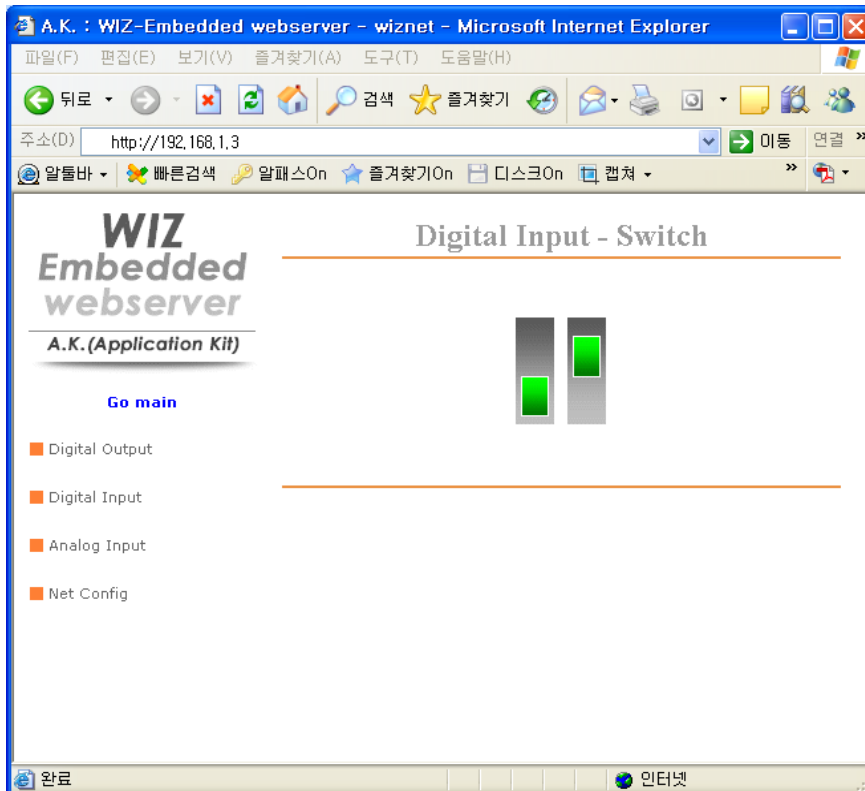 A.K. : WIZ-Embedded webserver - wiznet - Microsoft Internet Explorer
파일(F) 편집(E) 보기(V) 즐겨찾기(A) 도구(T) 도움말(H)
뒤로 검색 즐겨찾기
주소(D) http://192.168.1.3 이동 연결 »
알툴바 빠른검색 알패스On 즐겨찾기On 디스크On 캡쳐 »
WIZ
Embedded
webserver
A.K.(Application Kit)
Go main
Digital Output
Digital Input
Analog Input
Net Config
Digital Input - Switch
완료 인터넷